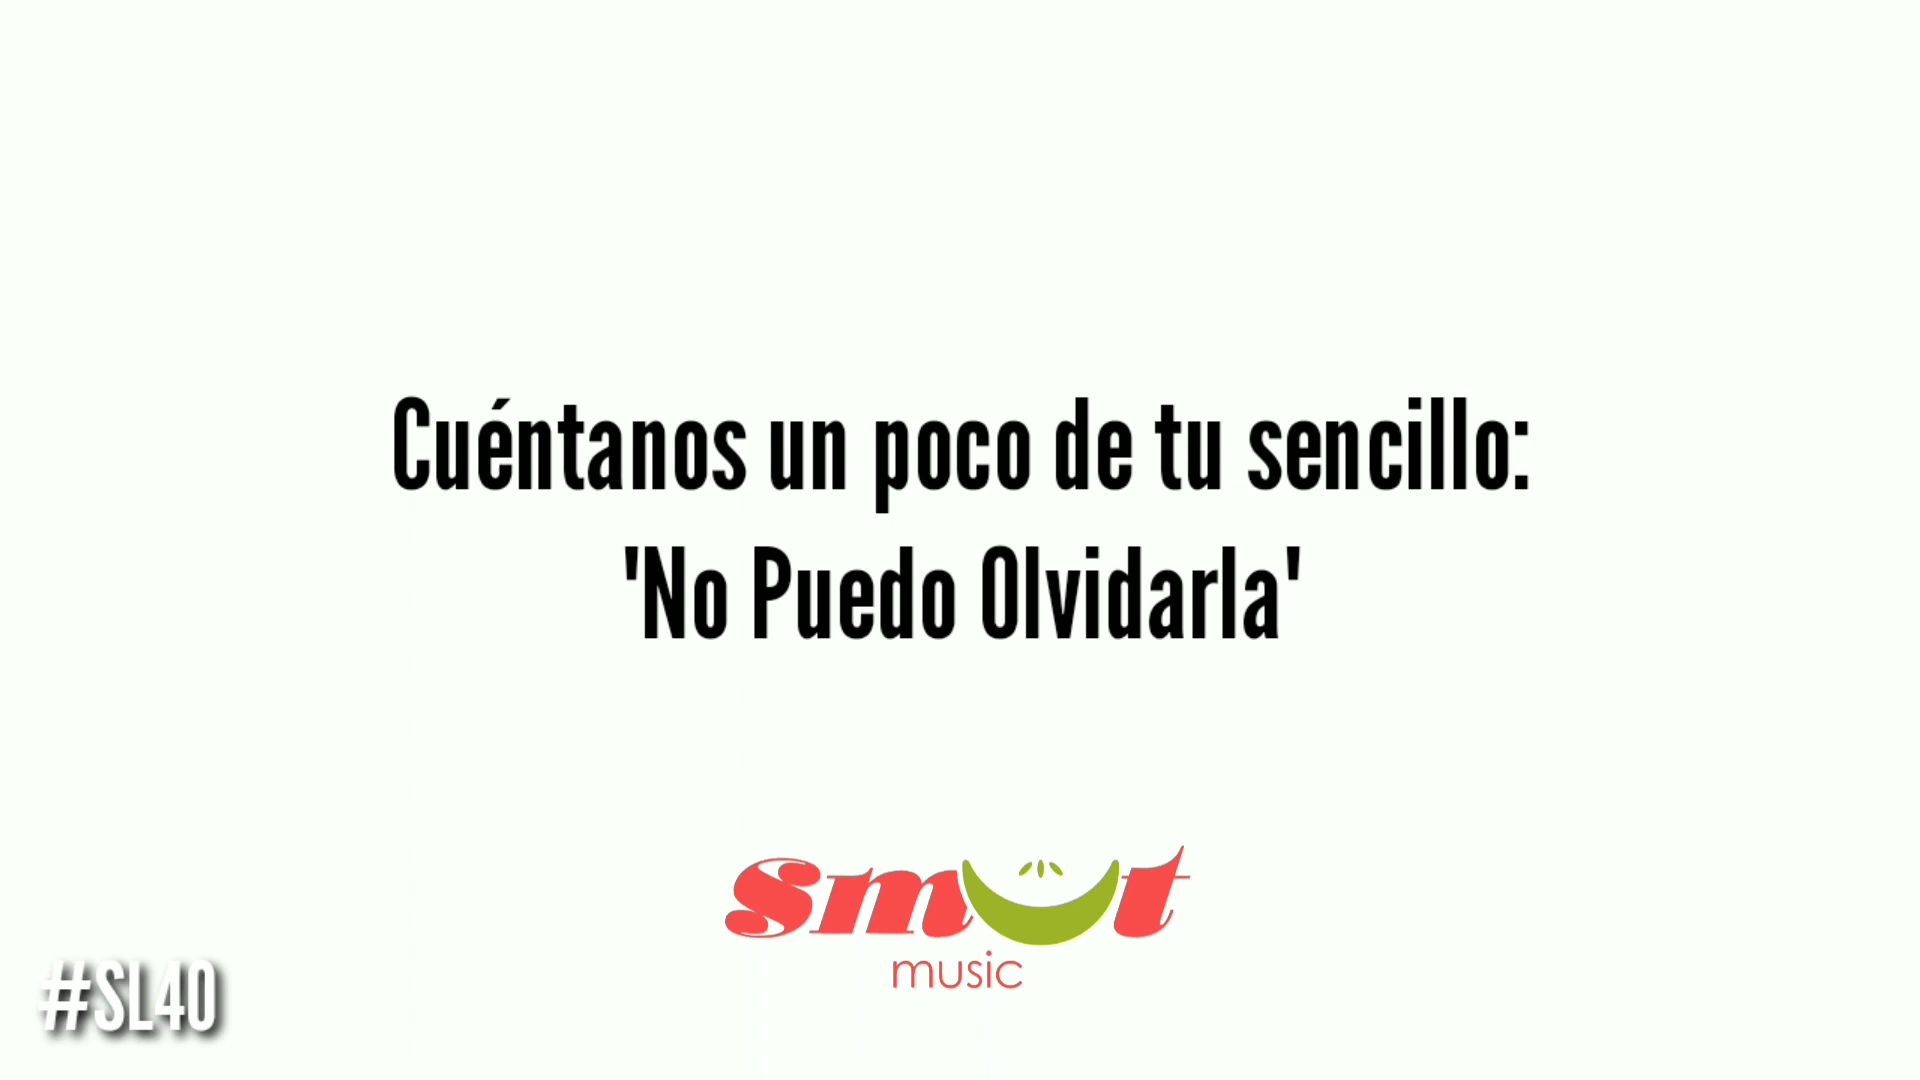 Cuéntanos un poco de tu sencillo:
'No Puedo Olvidarla'
smut
music
#SL40